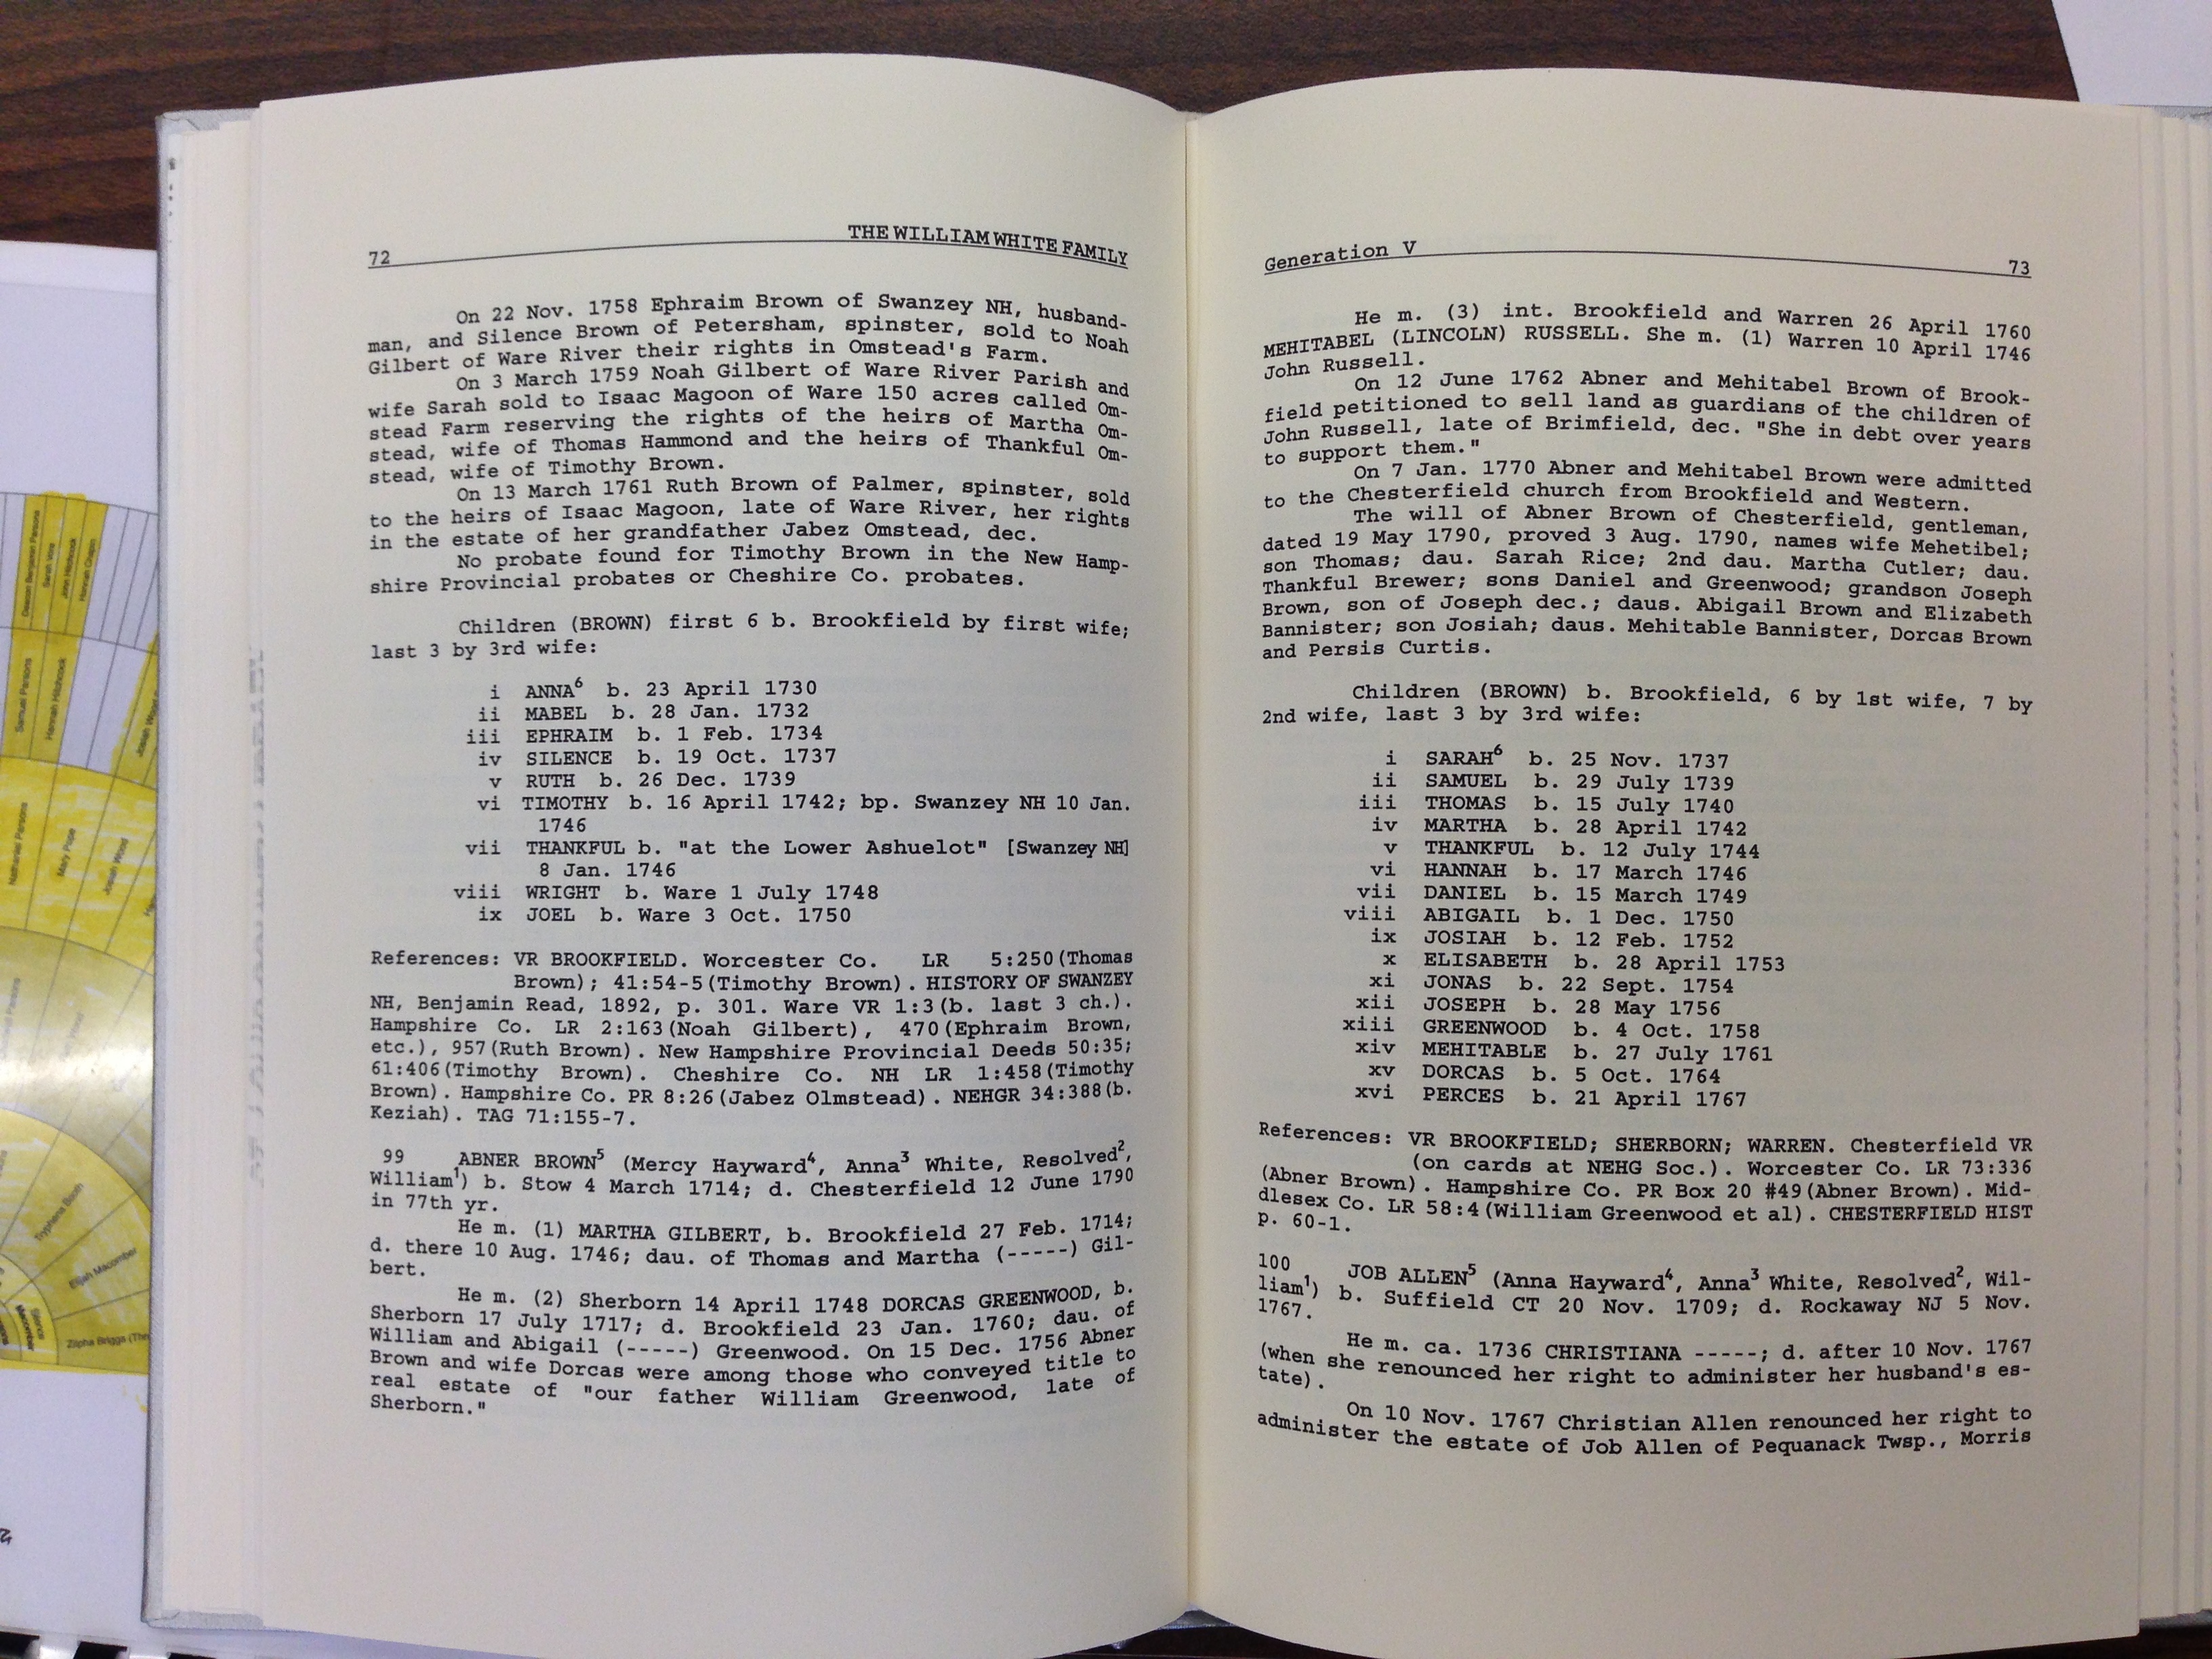 72
THE WILLIAM WHITE FAMILY
On 22 Nov. 1758 Ephraim Brown of Swanzey NH, husband-
man, and Silence Brown of Petersham, spinster, sold to Noah
Gilbert of Ware River their rights in Omstead's Farm.
On 3 March 1759 Noah Gilbert of Ware River Parish and
wife Sarah sold to Isaac Magoon of Ware 150 acres called Om-
stead Farm reserving the rights of the heirs of Martha Om-
stead, wife of Thomas Hammond and the heirs of Thankful Om-
stead, wife of Timothy Brown.
On 13 March 1761 Ruth Brown of Palmer, spinster, sold
to the heirs of Isaac Magoon, late of Ware River, her rights
in the estate of her grandfather Jabez Omstead, dec.
No probate found for Timothy Brown in the New Hamp-
shire Provincial probates or Cheshire Co. probates.
Children (BROWN) first 6 b. Brookfield by first wife;
last 3 by 3rd wife:
i ANNA⁶ b. 23 April 1730
ii MABEL b. 28 Jan. 1732
iii EPHRAIM b. 1 Feb. 1734
iv SILENCE b. 19 Oct. 1737
v RUTH b. 26 Dec. 1739
vi TIMOTHY b. 16 April 1742; bp. Swanzey NH 10 Jan.
1746
vii THANKFUL b. "at the Lower Ashuelot" [Swanzey NH]
8 Jan. 1746
viii WRIGHT b. Ware 1 July 1748
ix JOEL b. Ware 3 Oct. 1750
References: VR BROOKFIELD. Worcester Co. LR 5:250(Thomas
Brown); 41:54-5(Timothy Brown). HISTORY OF SWANZEY
NH, Benjamin Read, 1892, p. 301. Ware VR 1:3(b. last 3 ch.).
Hampshire Co. LR 2:163(Noah Gilbert), 470(Ephraim Brown,
etc.), 957(Ruth Brown). New Hampshire Provincial Deeds 50:35;
61:406(Timothy Brown). Cheshire Co. NH LR 1:458(Timothy
Brown). Hampshire Co. PR 8:26(Jabez Olmstead). NEHGR 34:388(b.
Keziah). TAG 71:155-7.
99 ABNER BROWN⁵ (Mercy Hayward⁴, Anna³ White, Resolved²,
William¹) b. Stow 4 March 1714; d. Chesterfield 12 June 1790
in 77th yr.
He m. (1) MARTHA GILBERT, b. Brookfield 27 Feb. 1714;
d. there 10 Aug. 1746; dau. of Thomas and Martha (-----) Gil-
bert.
He m. (2) Sherborn 14 April 1748 DORCAS GREENWOOD, b.
Sherborn 17 July 1717; d. Brookfield 23 Jan. 1760; dau. of
William and Abigail (-----) Greenwood. On 15 Dec. 1756 Abner
Brown and wife Dorcas were among those who conveyed title to
real estate of "our father William Greenwood, late of
Sherborn."
Generation V
73
He m. (3) int. Brookfield and Warren 26 April 1760
MEHITABEL (LINCOLN) RUSSELL. She m. (1) Warren 10 April 1746
John Russell.
On 12 June 1762 Abner and Mehitabel Brown of Brook-
field petitioned to sell land as guardians of the children of
John Russell, late of Brimfield, dec. "She in debt over years
to support them."
On 7 Jan. 1770 Abner and Mehitabel Brown were admitted
to the Chesterfield church from Brookfield and Western.
The will of Abner Brown of Chesterfield, gentleman,
dated 19 May 1790, proved 3 Aug. 1790, names wife Mehetibel;
son Thomas; dau. Sarah Rice; 2nd dau. Martha Cutler; dau.
Thankful Brewer; sons Daniel and Greenwood; grandson Joseph
Brown, son of Joseph dec.; daus. Abigail Brown and Elizabeth
Bannister; son Josiah; daus. Mehitable Bannister, Dorcas Brown
and Persis Curtis.
Children (BROWN) b. Brookfield, 6 by 1st wife, 7 by
2nd wife, last 3 by 3rd wife:
i SARAH⁶ b. 25 Nov. 1737
ii SAMUEL b. 29 July 1739
iii THOMAS b. 15 July 1740
iv MARTHA b. 28 April 1742
v THANKFUL b. 12 July 1744
vi HANNAH b. 17 March 1746
vii DANIEL b. 15 March 1749
viii ABIGAIL b. 1 Dec. 1750
ix JOSIAH b. 12 Feb. 1752
x ELISABETH b. 28 April 1753
xi JONAS b. 22 Sept. 1754
xii JOSEPH b. 28 May 1756
xiii GREENWOOD b. 4 Oct. 1758
xiv MEHITABLE b. 27 July 1761
xv DORCAS b. 5 Oct. 1764
xvi PERCES b. 21 April 1767
References: VR BROOKFIELD; SHERBORN; WARREN. Chesterfield VR
(on cards at NEHG Soc.). Worcester Co. LR 73:336
(Abner Brown). Hampshire Co. PR Box 20 #49(Abner Brown). Mid-
dlesex Co. LR 58:4(William Greenwood et al). CHESTERFIELD HIST
p. 60-1.
100 JOB ALLEN⁵ (Anna Hayward⁴, Anna³ White, Resolved², Wil-
liam¹) b. Suffield CT 20 Nov. 1709; d. Rockaway NJ 5 Nov.
1767.
He m. ca. 1736 CHRISTIANA -----; d. after 10 Nov. 1767
(when she renounced her right to administer her husband's es-
tate).
On 10 Nov. 1767 Christian Allen renounced her right to
administer the estate of Job Allen of Pequanack Twsp., Morris
Deacon Benjamin Parsons
Sarah Vore
John Hitchcock
Hannah Chapin
Samuel Parsons
Hannah Hitchcock
Josiah Wood
Nathaniel Parsons
Mary Pope
Josiah Wood
Tryphena Booth
Elijah Macomber
Zilpha Briggs